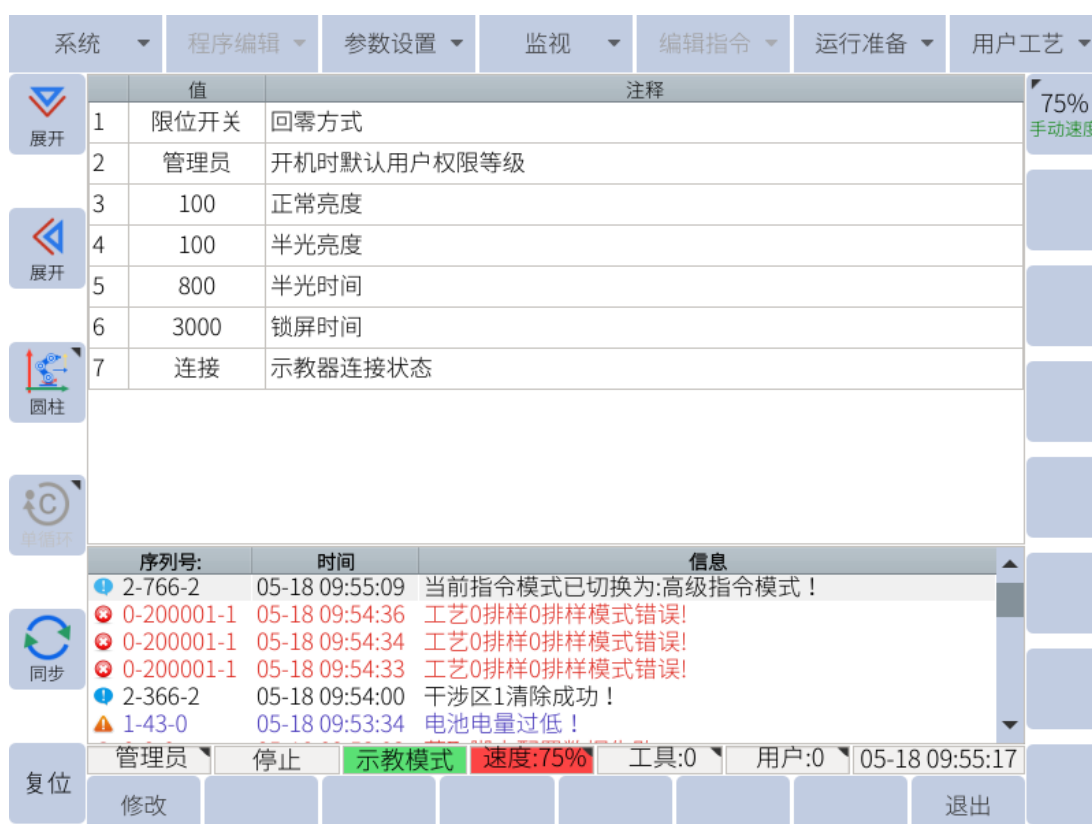 系统 程序编辑 参数设置 监视 编辑指令 运行准备 用户工艺
展开
展开
圆柱
单循环
同步
复位
75%
手动速度
值 注释
1 限位开关 回零方式
2 管理员 开机时默认用户权限等级
3 100 正常亮度
4 100 半光亮度
5 800 半光时间
6 3000 锁屏时间
7 连接 示教器连接状态
序列号: 时间 信息
2-766-2 05-18 09:55:09 当前指令模式已切换为:高级指令模式！
0-200001-1 05-18 09:54:36 工艺0排样0排样模式错误!
0-200001-1 05-18 09:54:34 工艺0排样0排样模式错误!
0-200001-1 05-18 09:54:33 工艺0排样0排样模式错误!
2-366-2 05-18 09:54:00 干涉区1清除成功！
1-43-0 05-18 09:53:34 电池电量过低！
管理员 停止 示教模式 速度:75% 工具:0 用户:0 05-18 09:55:17
修改 退出